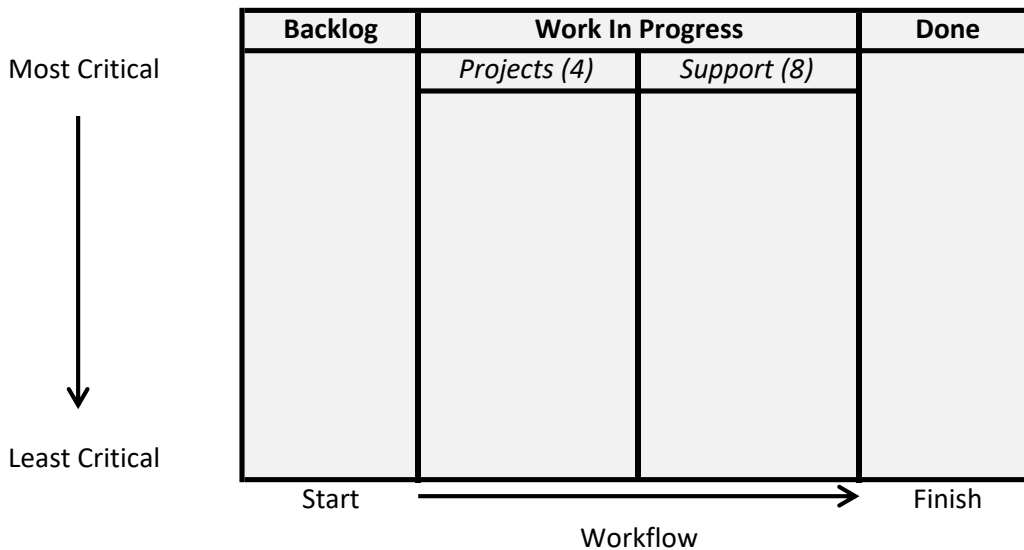 Backlog Work In Progress Done
Most Critical Projects (4) Support (8)
Least Critical
Start Finish
Workflow